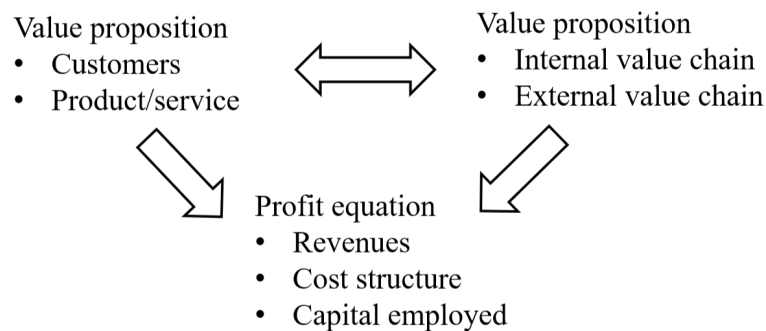 Value proposition
• Customers
• Product/service
Value proposition
• Internal value chain
• External value chain
Profit equation
• Revenues
• Cost structure
• Capital employed